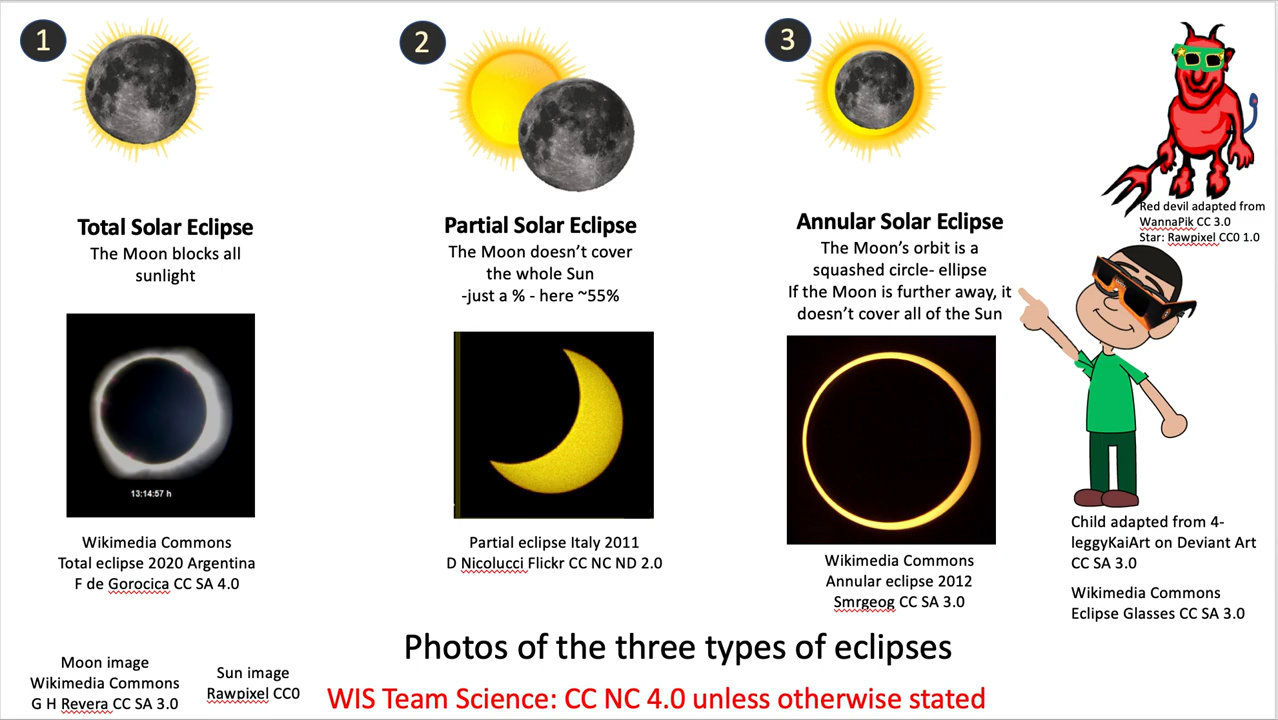 1
2
3
Total Solar Eclipse
The Moon blocks all
sunlight
13:14:57 h
Wikimedia Commons
Total eclipse 2020 Argentina
F de Gorocica CC SA 4.0
Partial Solar Eclipse
The Moon doesn’t cover
the whole Sun
-just a % - here ~55%
Partial eclipse Italy 2011
D Nicolucci Flickr CC NC ND 2.0
Annular Solar Eclipse
The Moon’s orbit is a
squashed circle- ellipse
If the Moon is further away, it
doesn’t cover all of the Sun
Wikimedia Commons
Annular eclipse 2012
Smrgeog CC SA 3.0
Red devil adapted from
WannaPik CC 3.0
Star: Rawpixel CC0 1.0
Child adapted from 4-
leggyKaiArt on Deviant Art
CC SA 3.0
Wikimedia Commons
Eclipse Glasses CC SA 3.0
Photos of the three types of eclipses
Moon image
Wikimedia Commons
G H Revera CC SA 3.0
Sun image
Rawpixel CC0
WIS Team Science: CC NC 4.0 unless otherwise stated